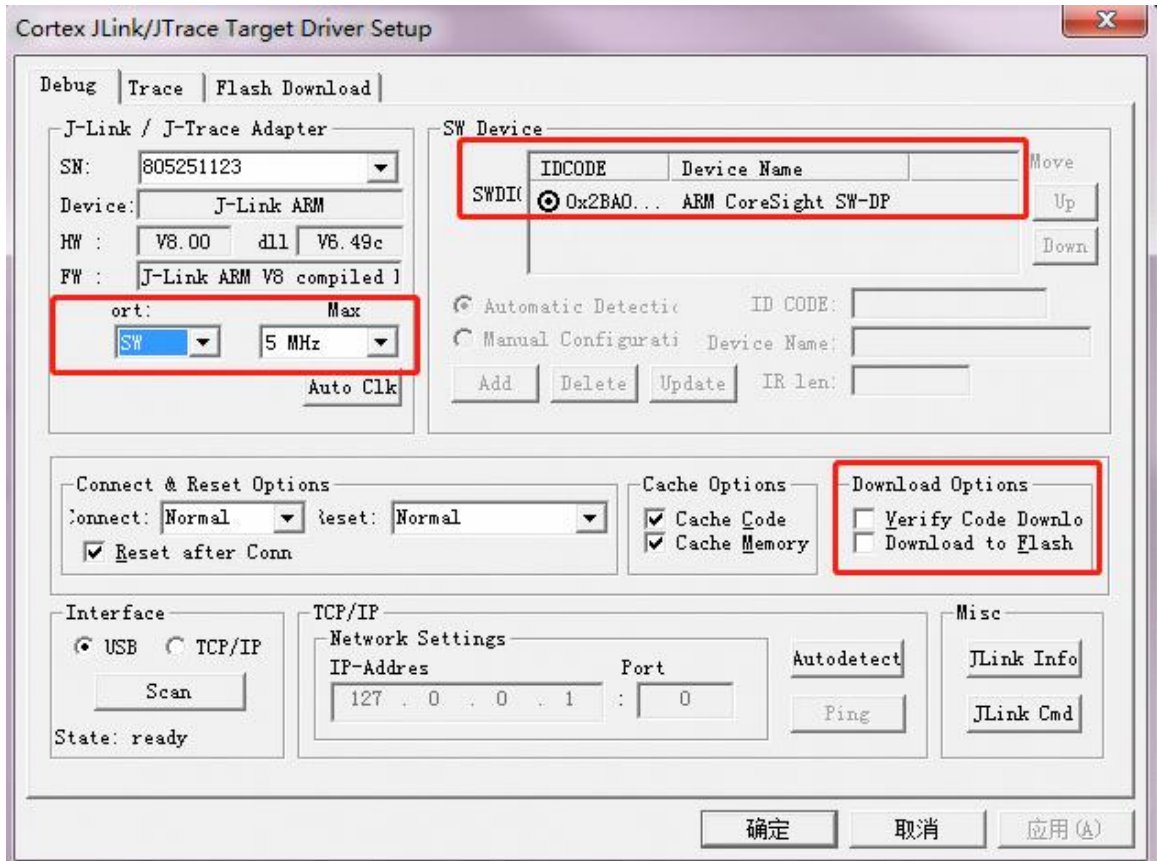 Cortex JLink/JTrace Target Driver Setup
Debug Trace Flash Download
J-Link / J-Trace Adapter
SN: 805251123
Device: J-Link ARM
HW : V8.00 dll V6.49c
FW : J-Link ARM V8 compiled
ort: Max
SW 5 MHz
Auto Clk
SW Device
IDCODE Device Name
SWDI
0x2BA0... ARM CoreSight SW-DP
Move
Up
Down
Automatic Detectic ID CODE:
Manual Configurati Device Name:
Add Delete Update IR len:
Connect & Reset Options
onnect: Normal eset: Normal
Reset after Conn
Cache Options
Cache Code
Cache Memory
Download Options
Verify Code Downlo
Download to Flash
Interface
USB TCP/IP
Scan
State: ready
TCP/IP
Network Settings
IP-Addres Port
127 . 0 . 0 . 1 : 0
Autodetect
Ping
Misc
JLink Info
JLink Cmd
确定 取消 应用(A)